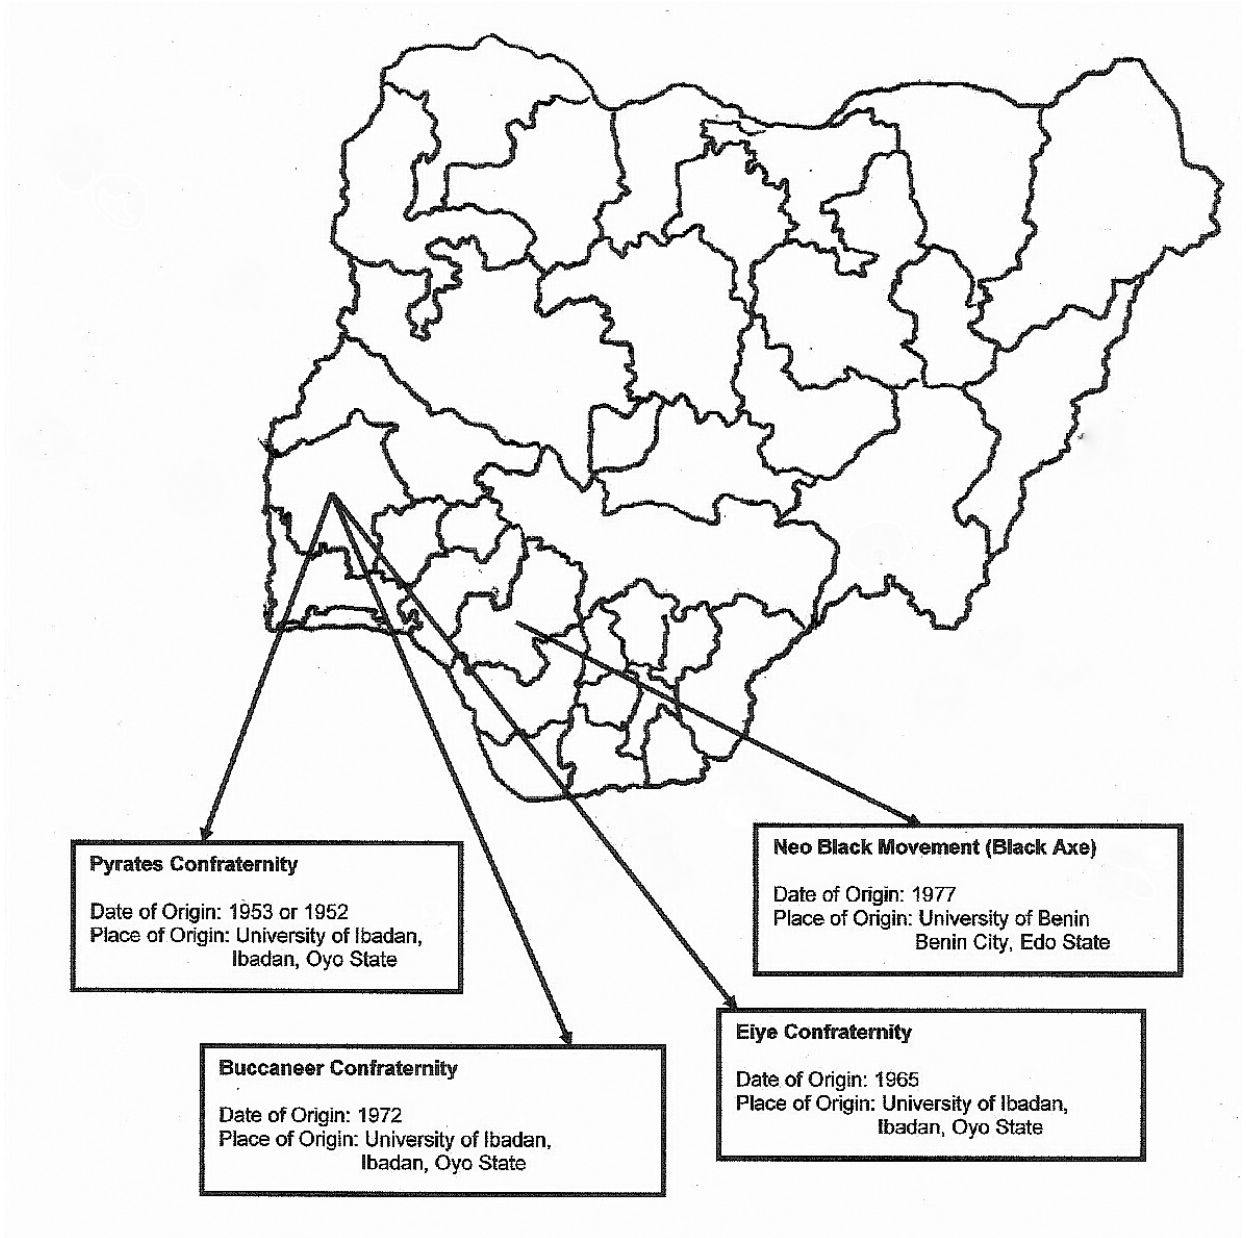 Pyrates Confraternity
Date of Origin: 1953 or 1952
Place of Origin: University of Ibadan,
Ibadan, Oyo State
Neo Black Movement (Black Axe)
Date of Origin: 1977
Place of Origin: University of Benin
Benin City, Edo State
Buccaneer Confraternity
Date of Origin: 1972
Place of Origin: University of Ibadan,
Ibadan, Oyo State
Eiye Confraternity
Date of Origin: 1965
Place of Origin: University of Ibadan,
Ibadan, Oyo State